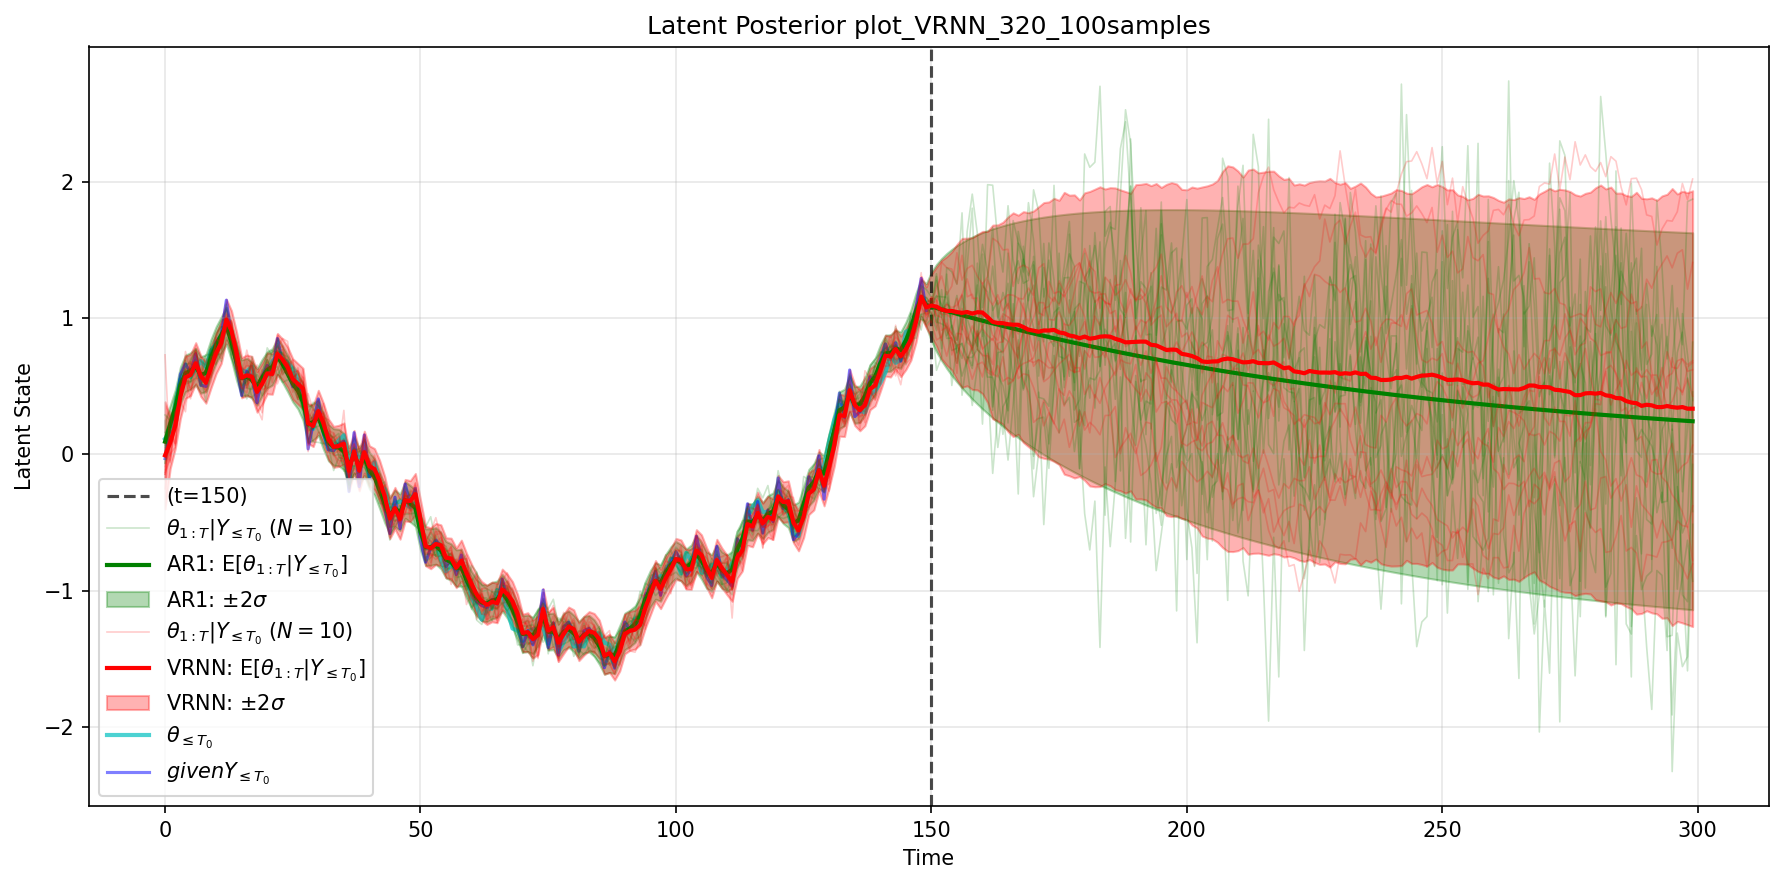 Latent Posterior plot_VRNN_320_100samples
Latent State
2
1
0
−1
−2
(t=150)
θ₁:T|Y≤T₀ (N = 10)
AR1: E[θ₁:T|Y≤T₀]
AR1: ±2σ
θ₁:T|Y≤T₀ (N = 10)
VRNN: E[θ₁:T|Y≤T₀]
VRNN: ±2σ
θ≤T₀
givenY≤T₀
0 50 100 150 200 250 300
Time